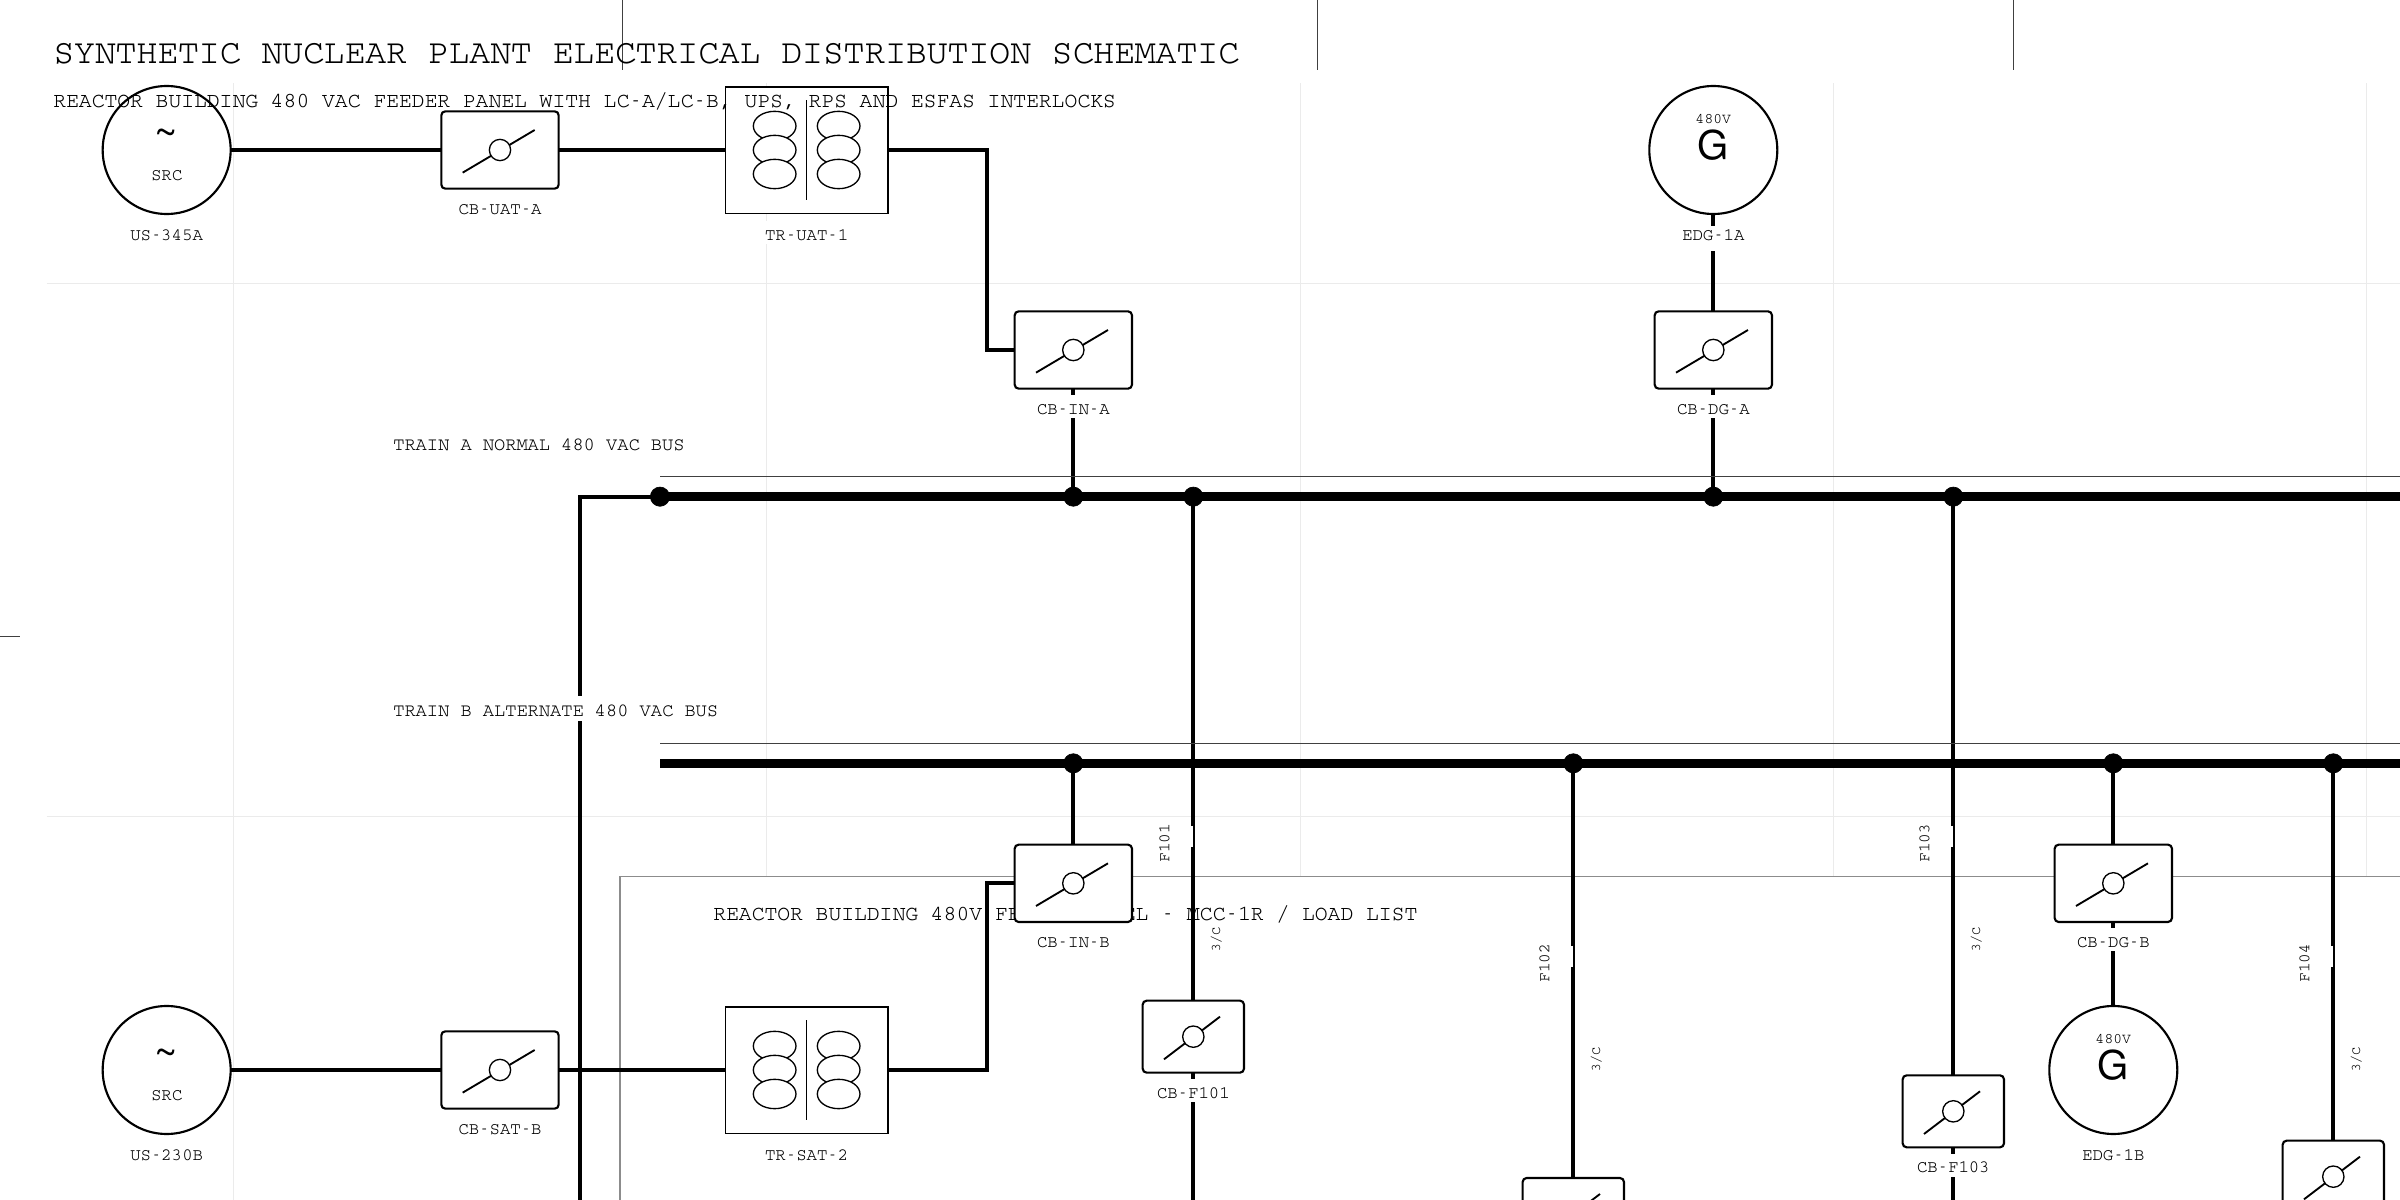 SYNTHETIC NUCLEAR PLANT ELECTRICAL DISTRIBUTION SCHEMATIC
REACTOR BUILDING 480 VAC FEEDER PANEL WITH LC-A/LC-B, UPS, RPS AND ESFAS INTERLOCKS
~
SRC
480V
G
CB-UAT-A
US-345A
TR-UAT-1
EDG-1A
CB-IN-A
CB-DG-A
TRAIN A NORMAL 480 VAC BUS
TRAIN B ALTERNATE 480 VAC BUS
F101
F103
REACTOR BUILDING 480V FE L - MCC-1R / LOAD LIST
3/C
3/C
CB-IN-B
CB-DG-B
F102
F104
3/C
3/C
~
SRC
480V
G
CB-F101
CB-SAT-B
US-230B
TR-SAT-2
EDG-1B
CB-F103